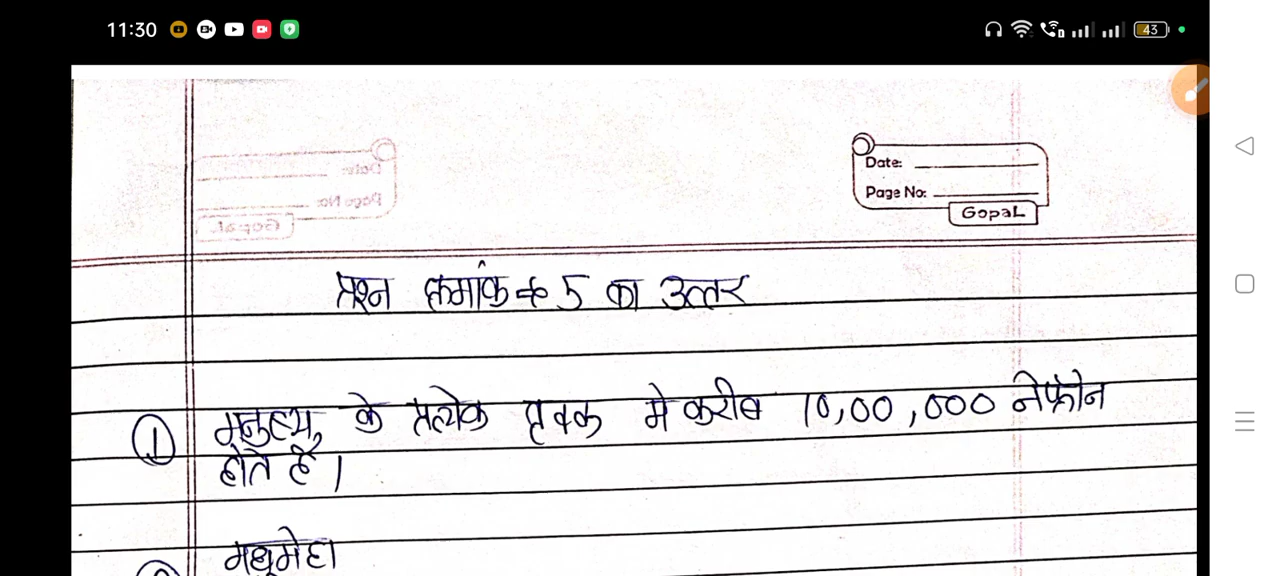 11:30
43
Date:
Page No:
GopaL
प्रश्न क्रमांक → 5 का उत्तर
① मनुष्य, के प्रत्येक वृक्क मे करीब 10,00,000 नेफ्रोन
होते हैं।
मधुमेह।